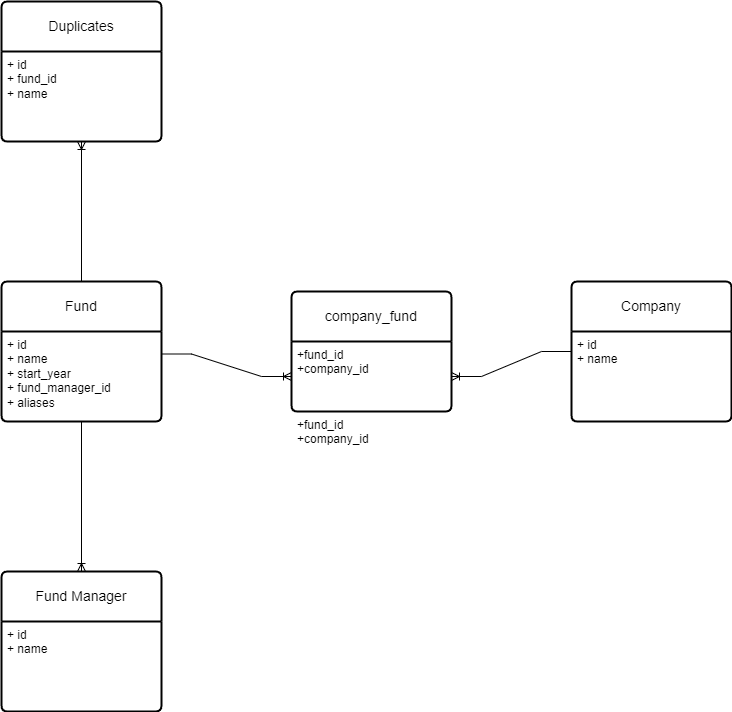 Duplicates
+ id
+ fund_id
+ name
Fund
+ id
+ name
+ start_year
+ fund_manager_id
+ aliases
company_fund
+fund_id
+company_id
+fund_id
+company_id
Company
+ id
+ name
Fund Manager
+ id
+ name